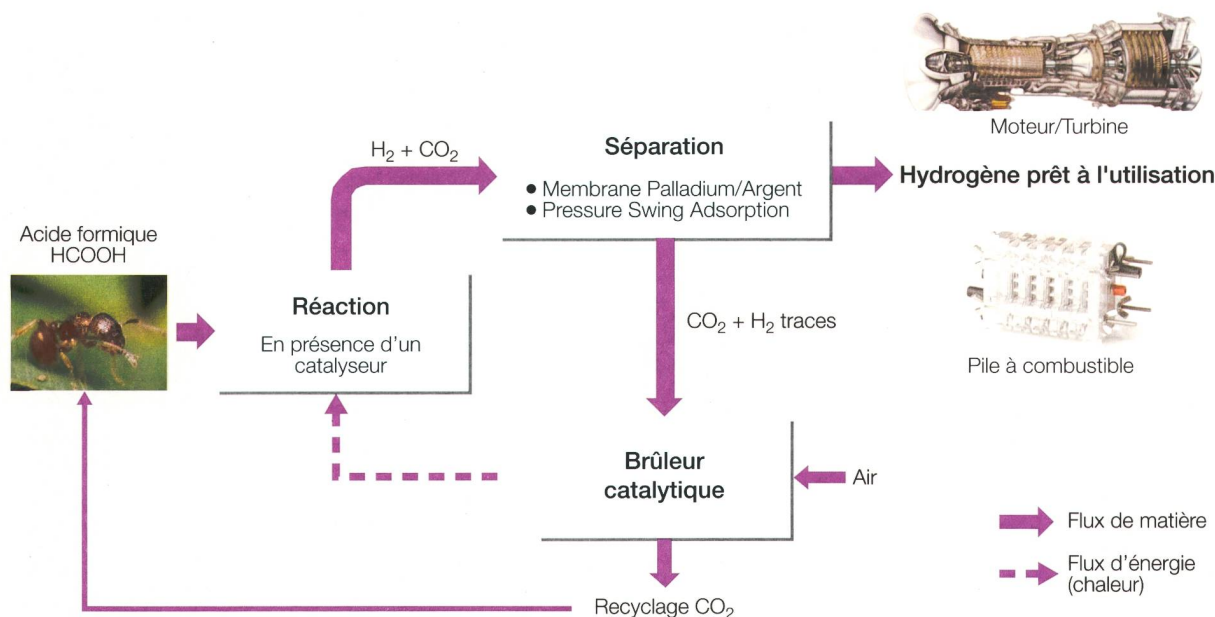 Moteur/Turbine
H₂ + CO₂
Séparation
● Membrane Palladium/Argent
● Pressure Swing Adsorption
Hydrogène prêt à l'utilisation
Acide formique
HCOOH
Réaction
En présence d'un
catalyseur
CO₂ + H₂ traces
Pile à combustible
Brûleur
catalytique
Air
Flux de matière
Flux d'énergie
(chaleur)
Recyclage CO₂